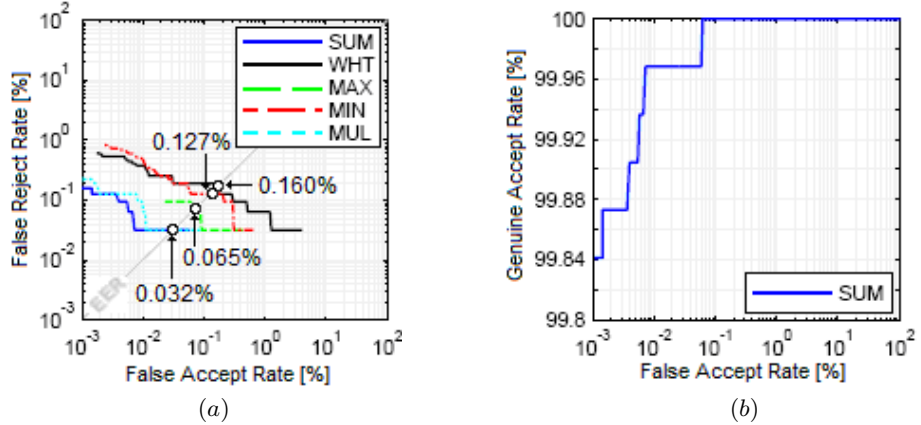 10^2
10^1
10^0
10^-1
10^-2
10^-3
False Reject Rate [%]
SUM
WHT
MAX
MIN
MUL
0.127%
0.160%
0.065%
0.032%
EER
10^-3 10^-2 10^-1 10^0 10^1 10^2
False Accept Rate [%]
(a)
100
99.96
99.92
99.88
99.84
99.8
Genuine Accept Rate [%]
SUM
10^-3 10^-2 10^-1 10^0 10^1 10^2
False Accept Rate [%]
(b)